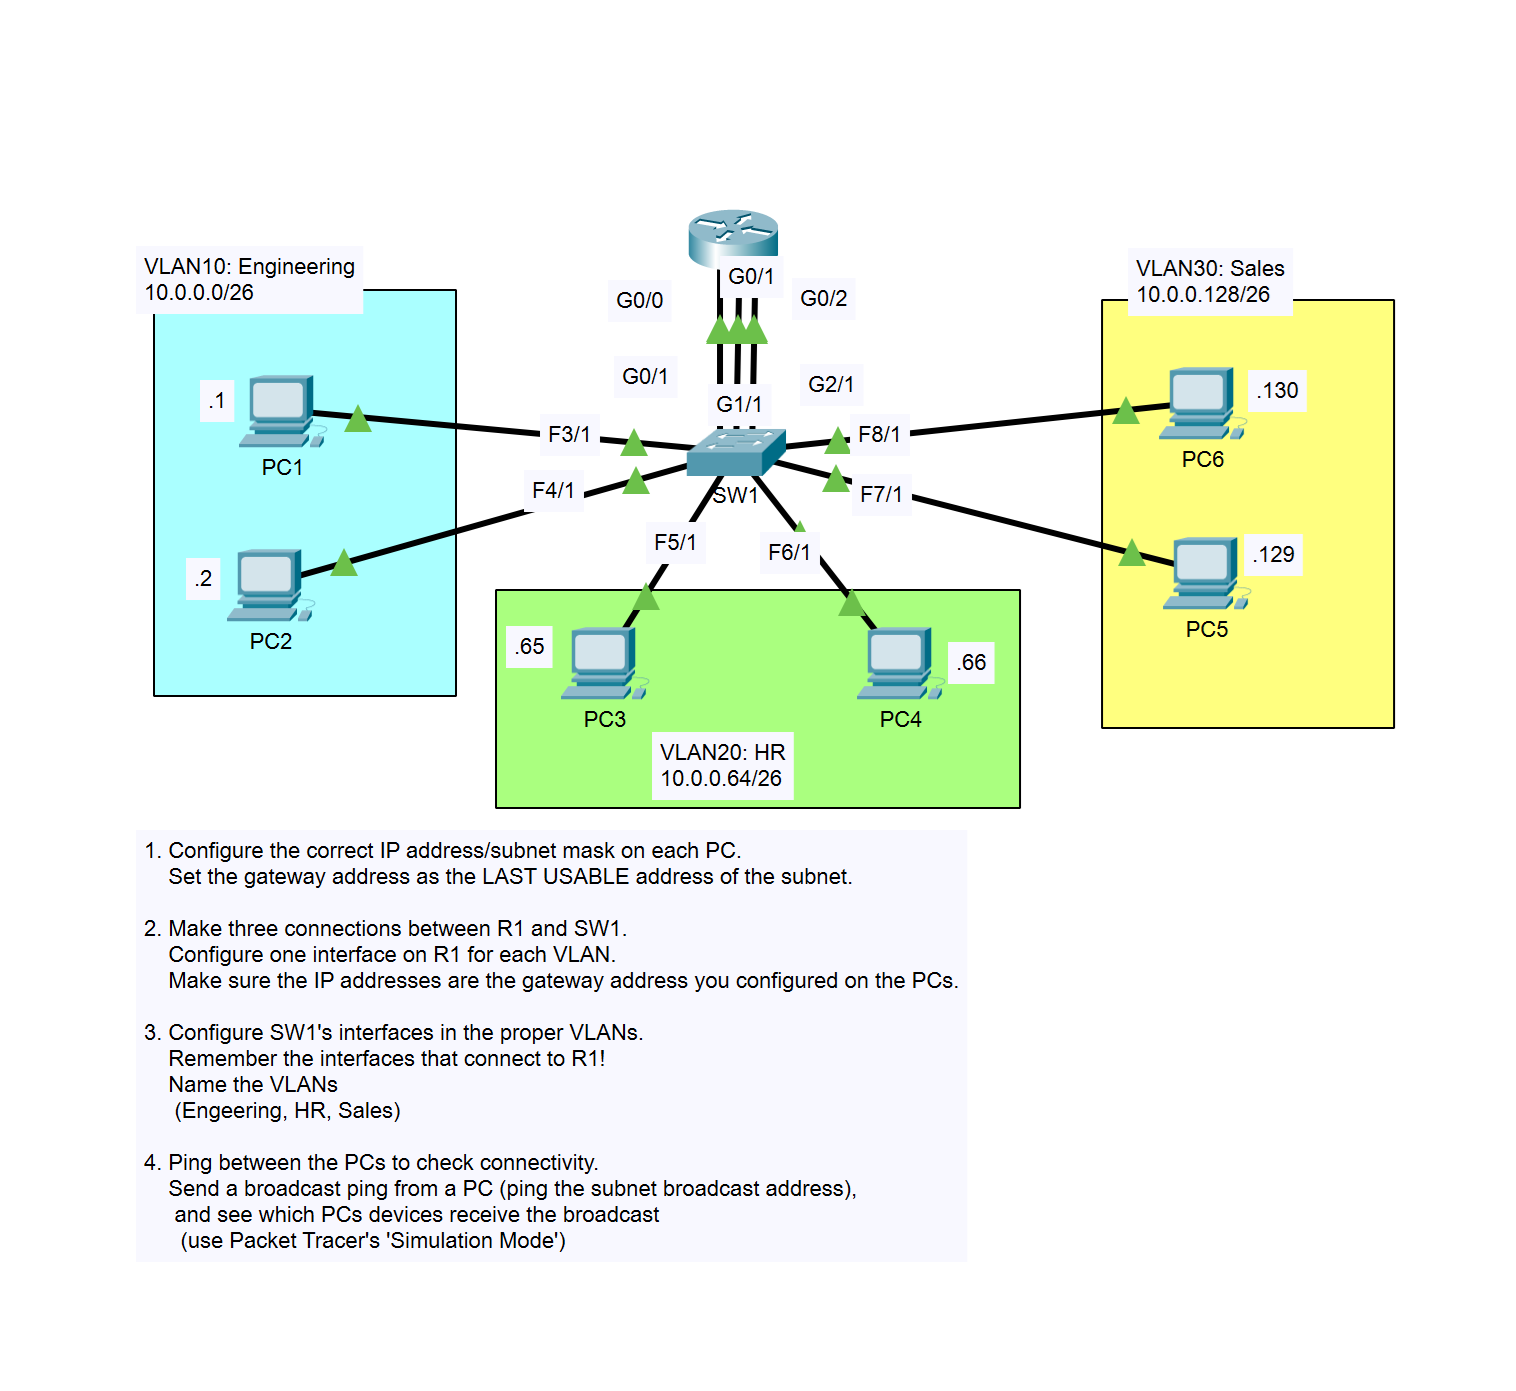 G0/1
G0/0
G0/2
VLAN10: Engineering
10.0.0.0/26
VLAN30: Sales
10.0.0.128/26
G0/1
G2/1
G1/1
.1
PC1
F3/1
F8/1
.130
PC6
F4/1
SW1
F7/1
.2
PC2
F5/1
F6/1
.129
PC5
.65
PC3
.66
PC4
VLAN20: HR
10.0.0.64/26
1. Configure the correct IP address/subnet mask on each PC.
Set the gateway address as the LAST USABLE address of the subnet.
2. Make three connections between R1 and SW1.
Configure one interface on R1 for each VLAN.
Make sure the IP addresses are the gateway address you configured on the PCs.
3. Configure SW1's interfaces in the proper VLANs.
Remember the interfaces that connect to R1!
Name the VLANs
(Engeering, HR, Sales)
4. Ping between the PCs to check connectivity.
Send a broadcast ping from a PC (ping the subnet broadcast address),
and see which PCs devices receive the broadcast
(use Packet Tracer's 'Simulation Mode')